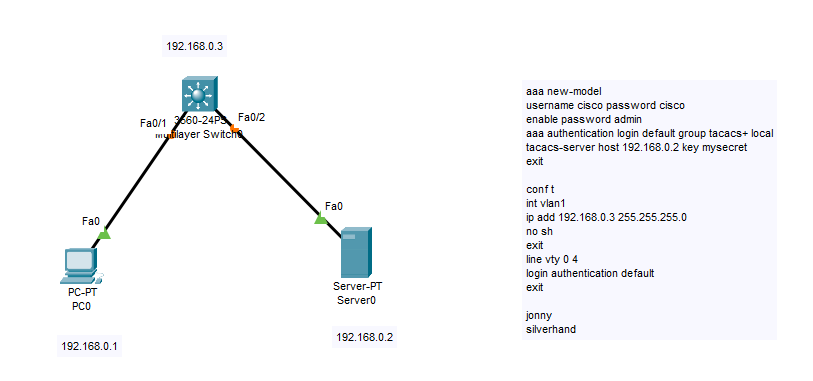 192.168.0.3
Fa0/1
Fa0/2
3560-24PS
Multilayer Switch0
Fa0
Fa0
PC-PT
PC0
Server-PT
Server0
192.168.0.1
192.168.0.2
aaa new-model
username cisco password cisco
enable password admin
aaa authentication login default group tacacs+ local
tacacs-server host 192.168.0.2 key mysecret
exit
conf t
int vlan1
ip add 192.168.0.3 255.255.255.0
no sh
exit
line vty 0 4
login authentication default
exit
jonny
silverhand